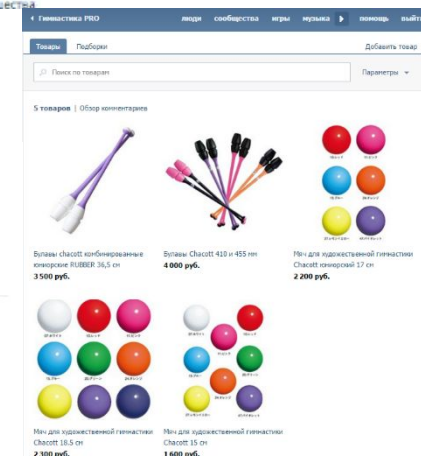 Гимнастика PRO люди сообщества игры музыка помощь выйти
Товары Подборки Добавить товар
Поиск по товарам Параметры
5 товаров | Обзор комментариев
Булавы chacott комбинированные
юниорские RUBBER 36,5 см
3 500 руб.
Булавы Chacott 410 и 455 мм
4 000 руб.
Мяч для художественной гимнастики
Chacott юниорский 17 см
2 200 руб.
Мяч для художественной гимнастики
Chacott 18.5 см
2 300 руб.
Мяч для художественной гимнастики
Chacott 15 см
1 600 руб.